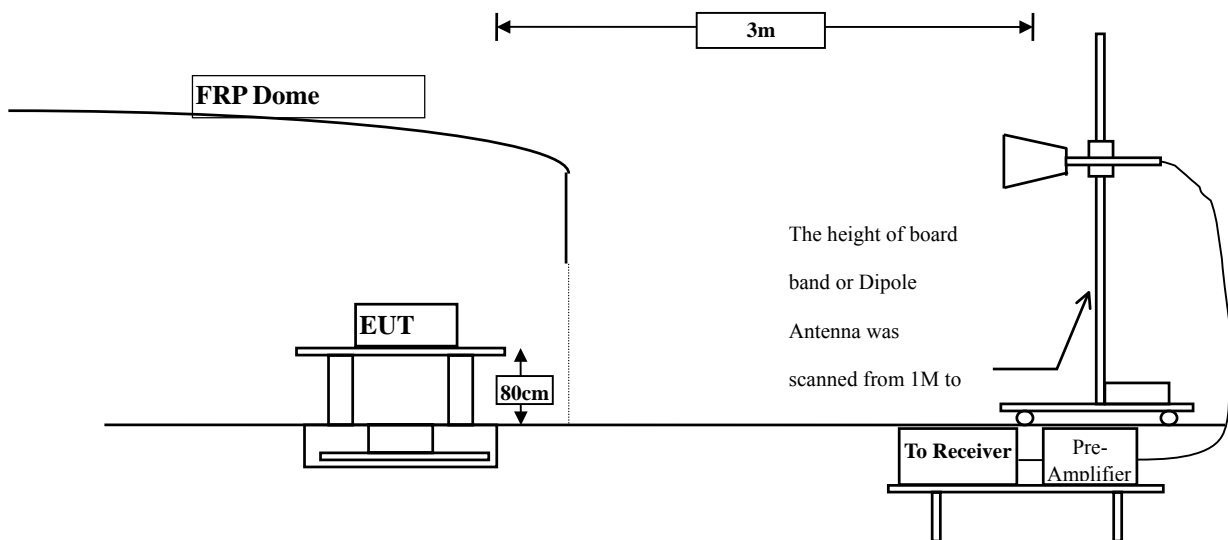 3m
FRP Dome
The height of board
band or Dipole
Antenna was
scanned from 1M to
EUT
80cm
To Receiver
Pre-
Amplifier